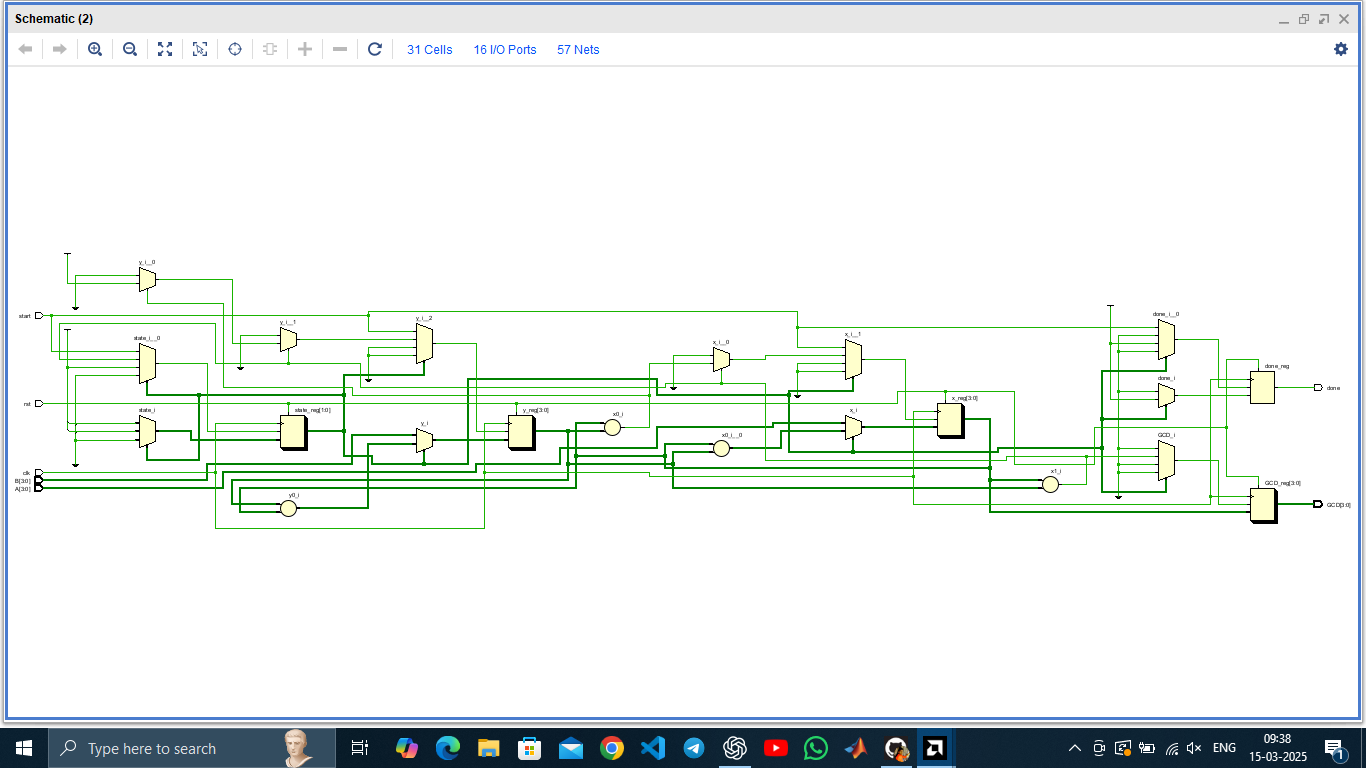 Schematic (2)
31 Cells 16 I/O Ports 57 Nets
y_i__0
done_i__0
start
y_i__1
y_i__2
state_i__0
x_i__1
x_i__0
done_reg
done_i
done
rst
state_i
state_reg[1:0]
y_reg[3:0]
x0_i
x_i
x_reg[3:0]
y_i
x0_i__0
GCD_i
clk
B[3:0]
A[3:0]
x1_i
y0_i
GCD_reg[3:0]
GCD[3:0]
Type here to search
ENG
09:38
15-03-2025
1